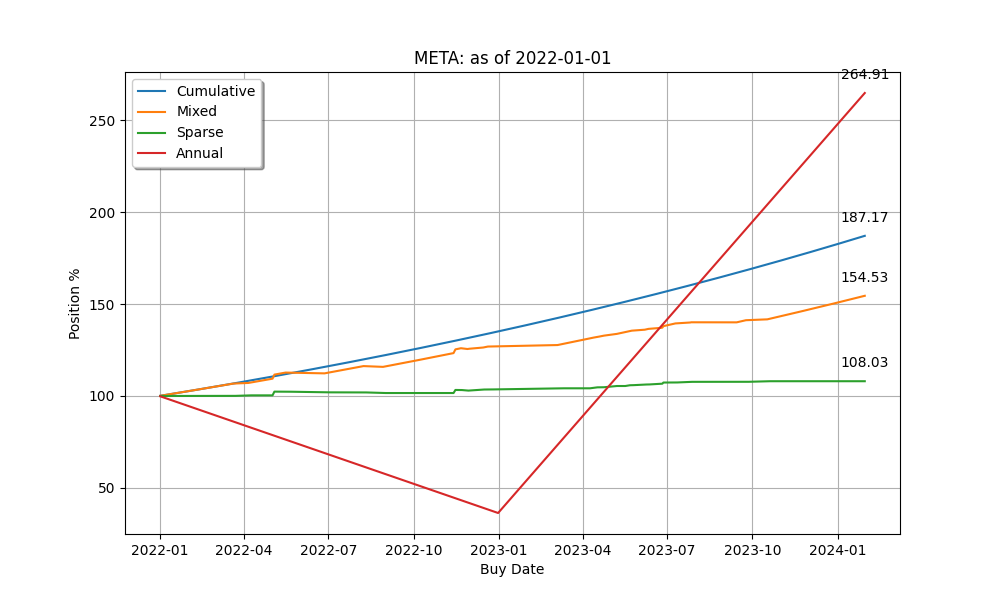 META: as of 2022-01-01
264.91
Cumulative
Mixed
Sparse
Annual
250
200
187.17
154.53
150
108.03
100
50
Position %
2022-01 2022-04 2022-07 2022-10 2023-01 2023-04 2023-07 2023-10 2024-01
Buy Date